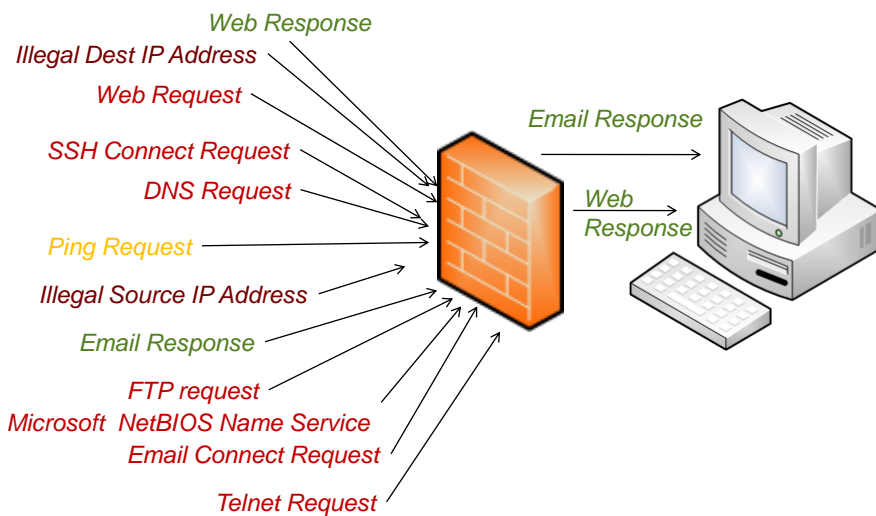 Web Response
Illegal Dest IP Address
Web Request
SSH Connect Request
DNS Request
Ping Request
Illegal Source IP Address
Email Response
FTP request
Microsoft NetBIOS Name Service
Email Connect Request
Telnet Request
Email Response
Web
Response